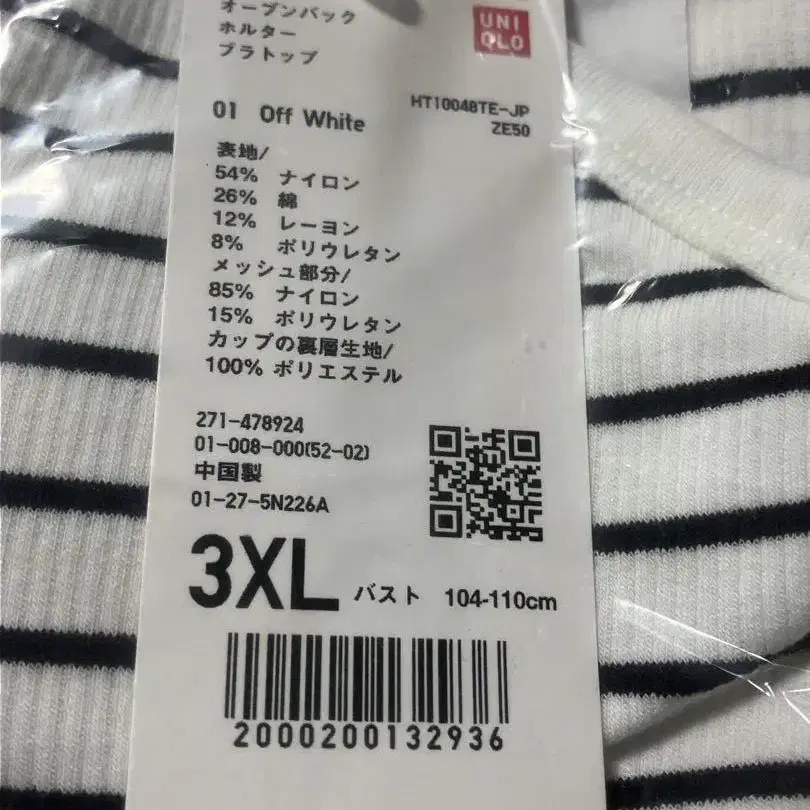 オープンバック
ホルター
ブラトップ
UNI
QLO
01 Off White
HT10048TE-JP
ZE50
表地/
54% ナイロン
26% 綿
12% レーヨン
8% ポリウレタン
メッシュ部分/
85% ナイロン
15% ポリウレタン
カップの裏層生地/
100% ポリエステル
271-478924
01-008-000(52-02)
中国製
01-27-5N226A
3XL バスト 104-110cm
2000200132936